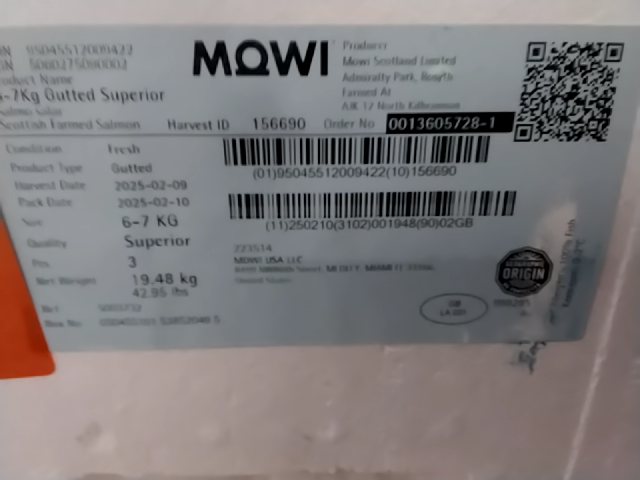 95045512009422
5060275090002
MOWI
Producer
Mowi Scotland Limited
Admiralty Park, Rosyth
Farmed At
Product Name
-7Kg Gutted Superior
Salmo Salar
Scottish Farmed Salmon
Harvest ID 156690 Order No 0013605728-1
Condition Fresh
Product Type Gutted
Harvest Date 2025-02-09
Pack Date 2025-02-10
Size 6-7 KG
Quality Superior
Pcs 3
Net Weight 19.48 kg
42.95 lbs
Box No
(01)95045512009422(10)156690
(11)250210(3102)001948(90)02GB
223514
MOWI USA LLC
United States
ORIGIN
GB